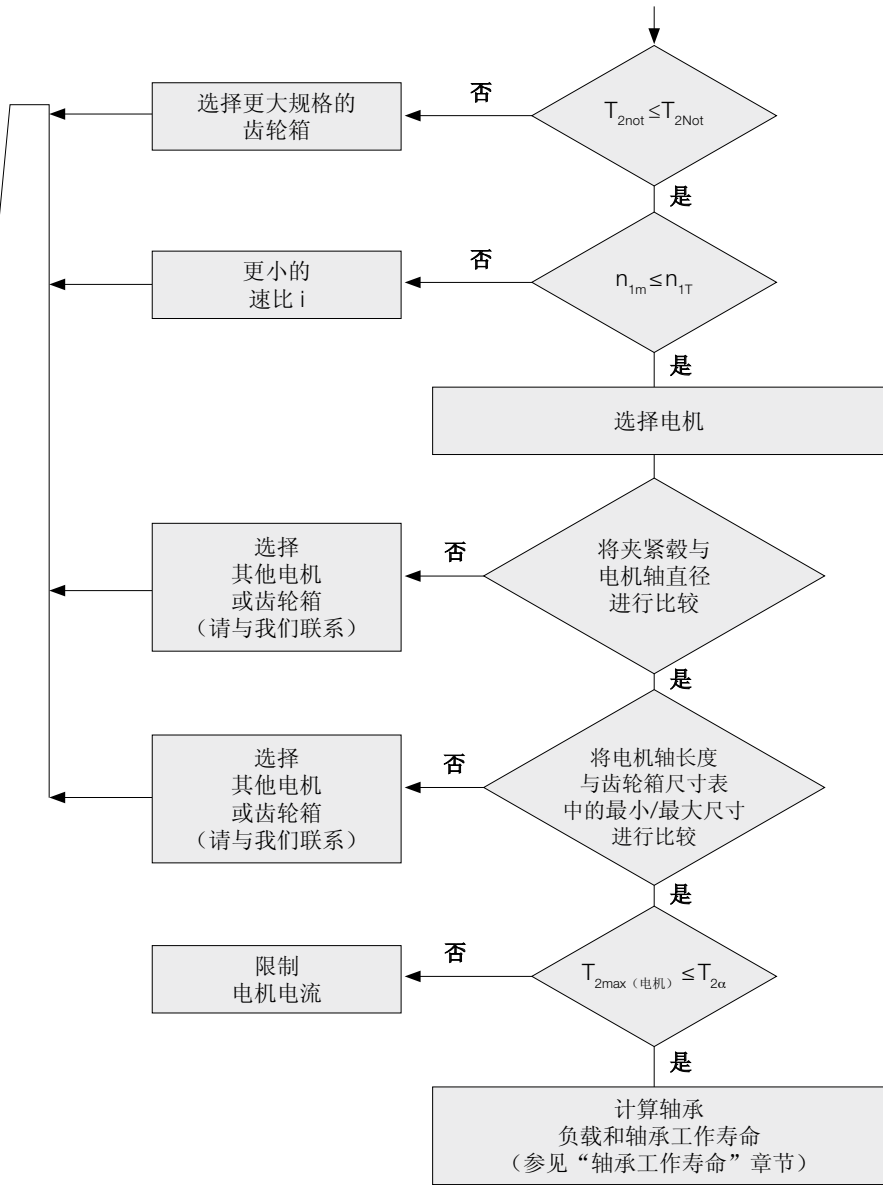 选择更大规格的
齿轮箱
否
T2not ≤T2Not
是
更小的
速比 i
否
n1m ≤ n1T
是
选择电机
选择
其他电机
或齿轮箱
（请与我们联系）
否
将夹紧毂与
电机轴直径
进行比较
是
选择
其他电机
或齿轮箱
（请与我们联系）
否
将电机轴长度
与齿轮箱尺寸表
中的最小/最大尺寸
进行比较
是
限制
电机电流
否
T2max（电机） ≤T2α
是
计算轴承
负载和轴承工作寿命
（参见“轴承工作寿命”章节）